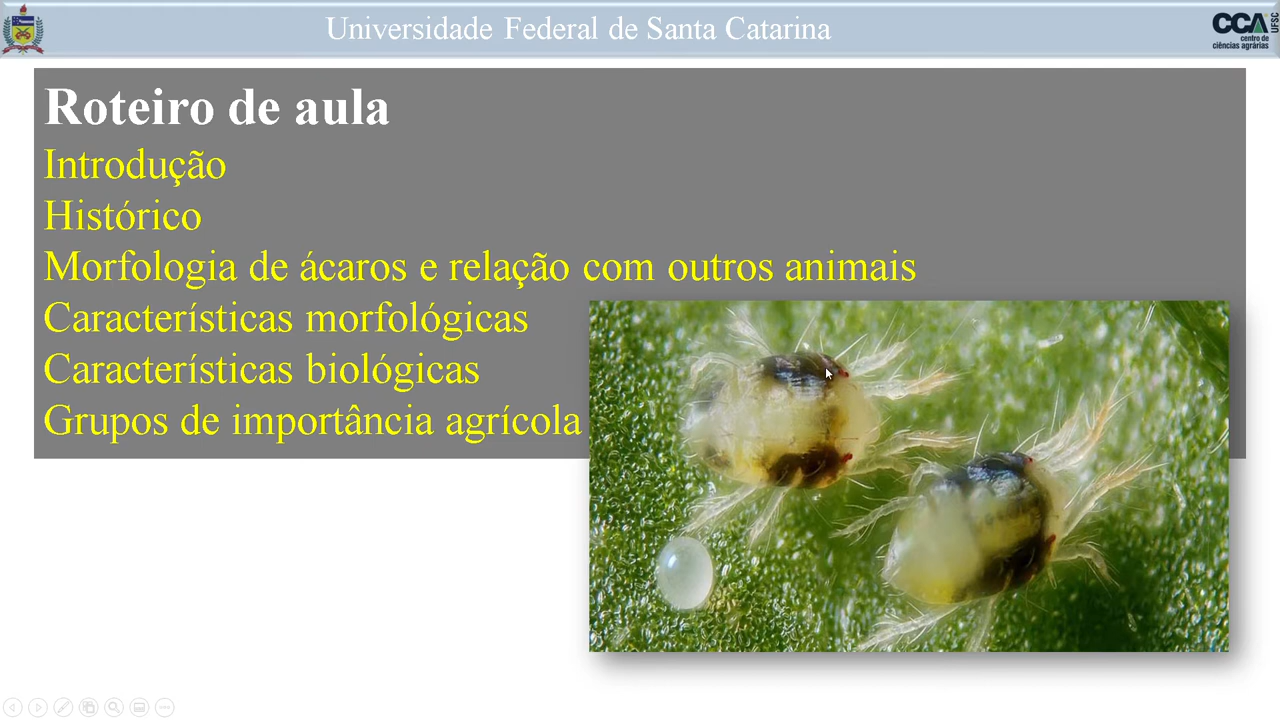 Universidade Federal de Santa Catarina
CCA
centro de
ciências agrárias
UFSC
Roteiro de aula
Introdução
Histórico
Morfologia de ácaros e relação com outros animais
Características morfológicas
Características biológicas
Grupos de importância agrícola